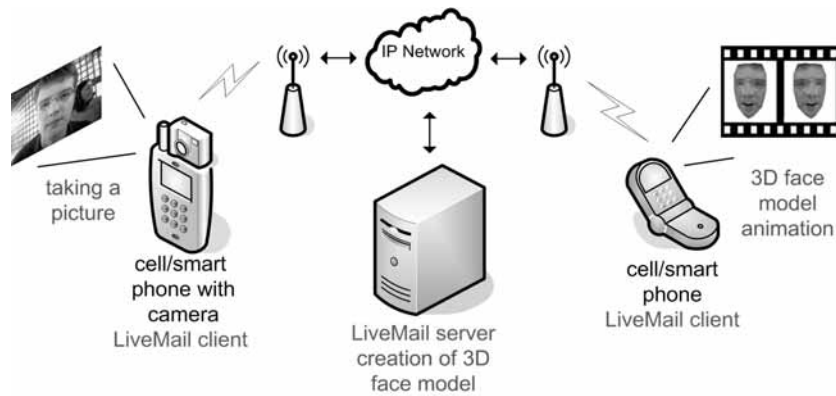 IP Network
taking a
picture
cell/smart
phone with
camera
LiveMail client
LiveMail server
creation of 3D
face model
3D face
model
animation
cell/smart
phone
LiveMail client